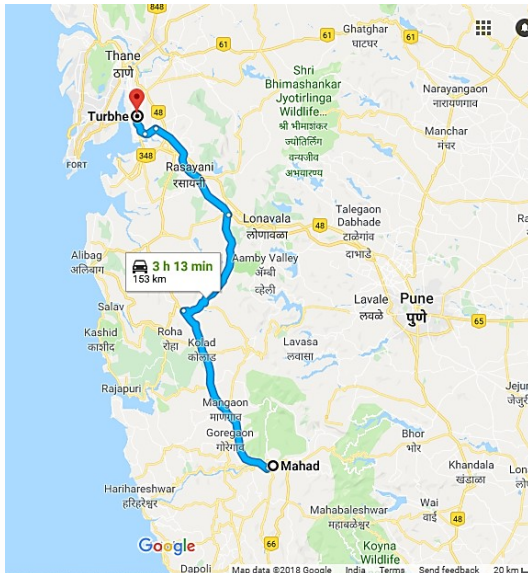 848
61
61
Ghatghar
घाटघर
Thane
ठाणे
Shri
Bhimashankar
Jyotirlinga
Wildlife...
श्री भीमाशंकर
ज्योतिर्लिंग
वन्यजीव
अभयारण्य
Narayangaon
नारायणगाव
Turbhe
48
Manchar
मंचर
FORT
348
Rasayani
रसायनी
Lonavala
लोणावळा
48
Talegaon
Dabhade
टाळेगांव
दाभाडे
Alibag
अलिबाग
3 h 13 min
153 km
Aamby Valley
ॲम्बी
व्हेली
Pune
पुणे
Lavale
लवळे
65
Salav
Kashid
काशीद
Roha
रोहा
Kolad
कोलाड
Lavasa
लवासा
Rajapuri
Jejur
जेजुर
Mangaon
माणगाव
Goregaon
गोरेगाव
Bhor
भोर
Mahad
Khandala
खंडाळा
Harihareshwar
हरिहरेश्वर
Mahabaleshwar
महाबळेश्वर
Wai
वाई
48
66
Koyna
Wildlife
Google
Dapoli
Map data ©2018 Google India Terms Send feedback 20 km